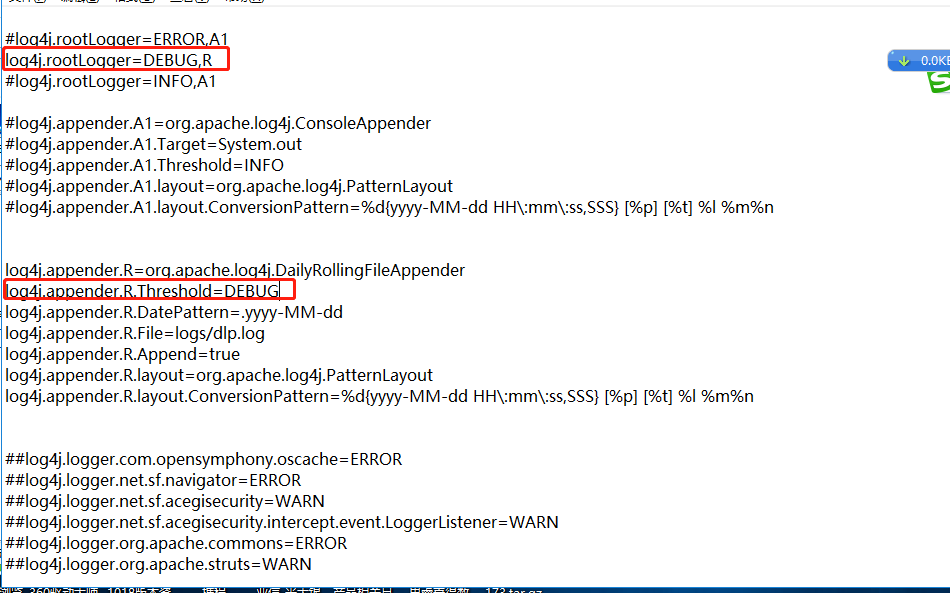 #log4j.rootLogger=ERROR,A1
log4j.rootLogger=DEBUG,R
#log4j.rootLogger=INFO,A1
0.0K
#log4j.appender.A1=org.apache.log4j.ConsoleAppender
#log4j.appender.A1.Target=System.out
#log4j.appender.A1.Threshold=INFO
#log4j.appender.A1.layout=org.apache.log4j.PatternLayout
#log4j.appender.A1.layout.ConversionPattern=%d{yyyy-MM-dd HH\:mm\:ss,SSS} [%p] [%t] %l %m%n
log4j.appender.R=org.apache.log4j.DailyRollingFileAppender
log4j.appender.R.Threshold=DEBUG
log4j.appender.R.DatePattern=.yyyy-MM-dd
log4j.appender.R.File=logs/dlp.log
log4j.appender.R.Append=true
log4j.appender.R.layout=org.apache.log4j.PatternLayout
log4j.appender.R.layout.ConversionPattern=%d{yyyy-MM-dd HH\:mm\:ss,SSS} [%p] [%t] %l %m%n
##log4j.logger.com.opensymphony.oscache=ERROR
##log4j.logger.net.sf.navigator=ERROR
##log4j.logger.net.sf.acegisecurity=WARN
##log4j.logger.net.sf.acegisecurity.intercept.event.LoggerListener=WARN
##log4j.logger.org.apache.commons=ERROR
##log4j.logger.org.apache.struts=WARN